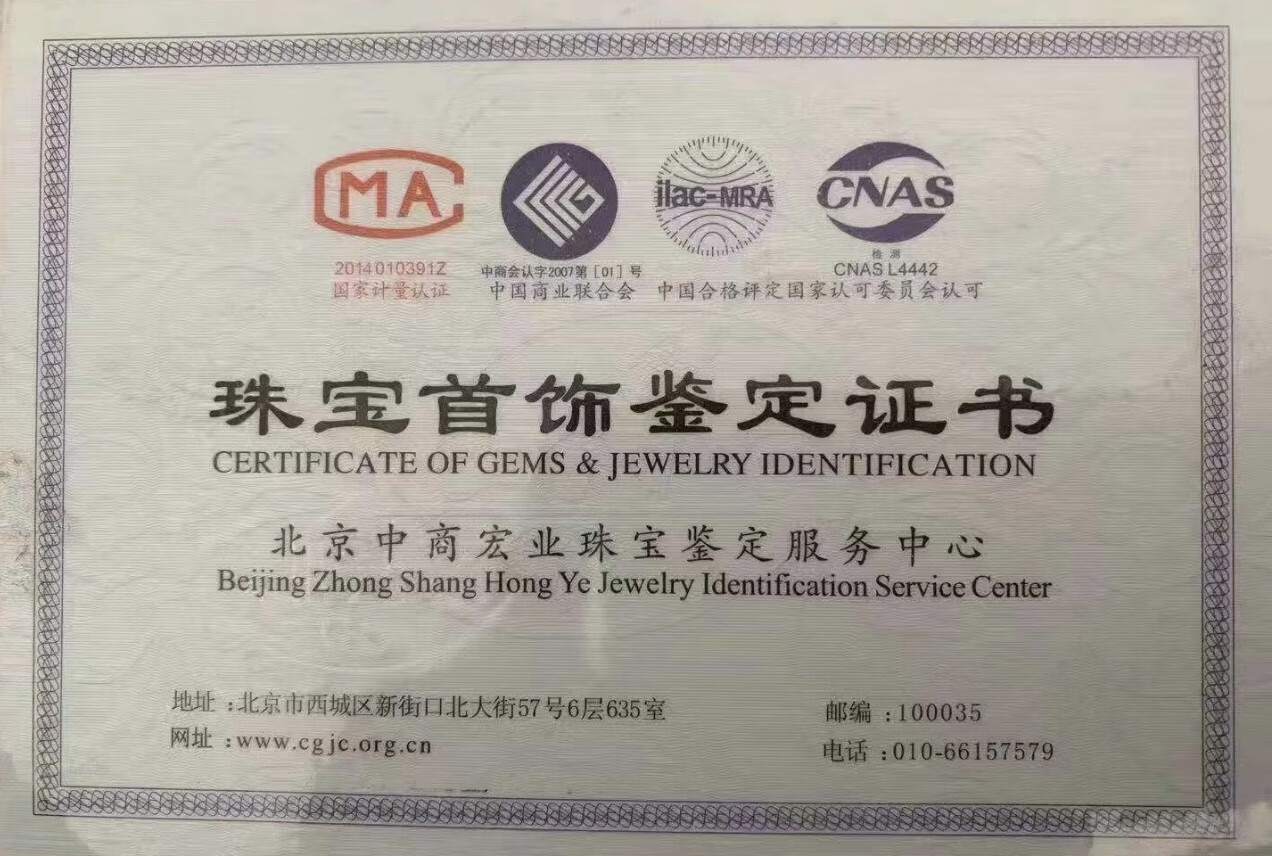 CMA
ilac-MRA
CNAS
检测
2014010391Z
中商会认字2007第［01］号
CNAS L4442
国家计量认证
中国商业联合会
中国合格评定国家认可委员会认可
珠宝首饰鉴定证书
CERTIFICATE OF GEMS & JEWELRY IDENTIFICATION
北京中商宏业珠宝鉴定服务中心
Beijing Zhong Shang Hong Ye Jewelry Identification Service Center
地址：北京市西城区新街口北大街57号6层635室
邮编：100035
网址：www.cgjc.org.cn
电话：010-66157579